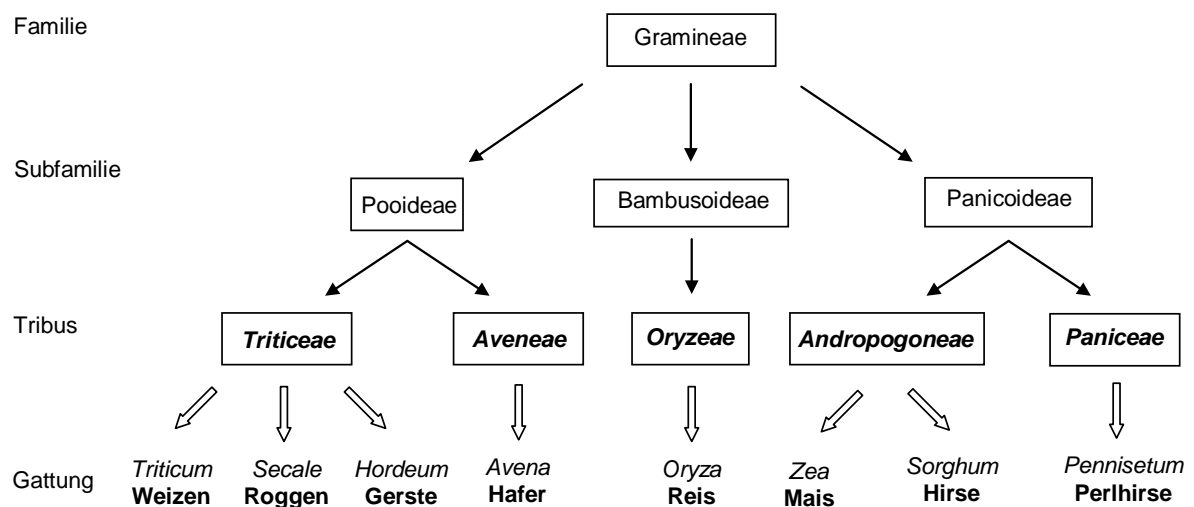 Familie
Gramineae
Subfamilie
Pooideae
Bambusoideae
Panicoideae
Tribus
Triticeae
Aveneae
Oryzeae
Andropogoneae
Paniceae
Gattung
Triticum
Weizen
Secale
Roggen
Hordeum
Gerste
Avena
Hafer
Oryza
Reis
Zea
Mais
Sorghum
Hirse
Pennisetum
Perlhirse